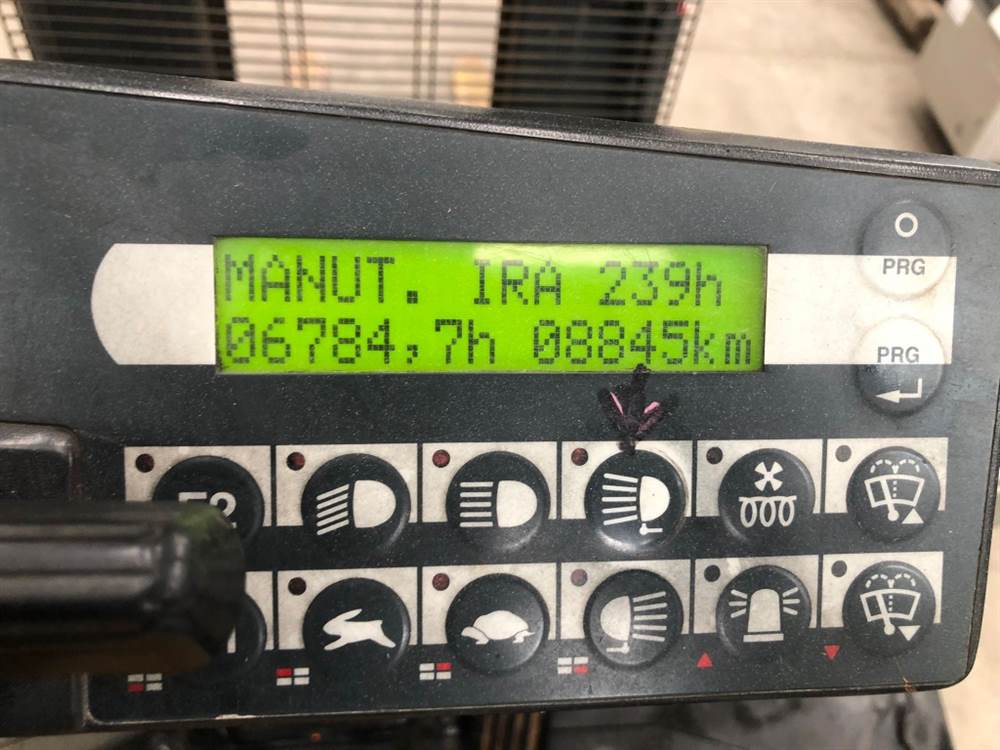 MANUT. IRA 239h
06784,7h 08845km
PRG
PRG